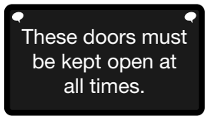 These doors must
be kept open at
all times.